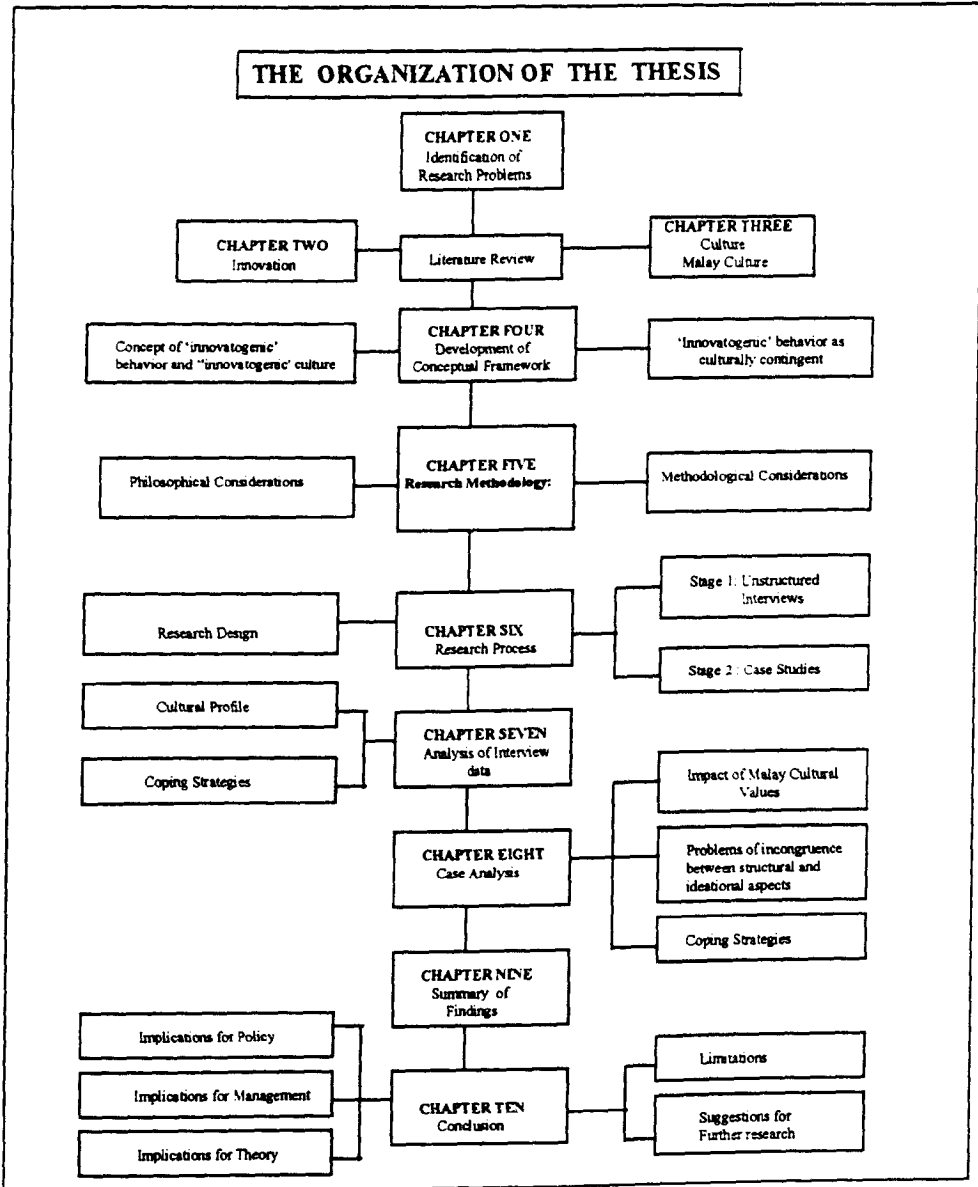 THE ORGANIZATION OF THE THESIS
CHAPTER ONE
Identification of
Research Problems
CHAPTER TWO
Innovation
Literature Review
CHAPTER THREE
Culture
Malay Culture
Concept of 'innovatogenic'
behavior and "innovatogenic' culture
CHAPTER FOUR
Development of
Conceptual Framework
'Innovatogenic' behavior as
culturally contingent
Philosophical Considerations
CHAPTER FIVE
Research Methodology:
Methodological Considerations
Research Design
CHAPTER SIX
Research Process
Stage 1: Unstructured
Interviews
Stage 2 : Case Studies
Cultural Profile
Coping Strategies
CHAPTER SEVEN
Analysis of Interview
data
CHAPTER EIGHT
Case Analysis
Impact of Malay Cultural
Values
Problems of incongruence
between structural and
ideational aspects
Coping Strategies
CHAPTER NINE
Summary of
Findings
Implications for Policy
Implications for Management
Implications for Theory
CHAPTER TEN
Conclusion
Limitations
Suggestions for
Further research